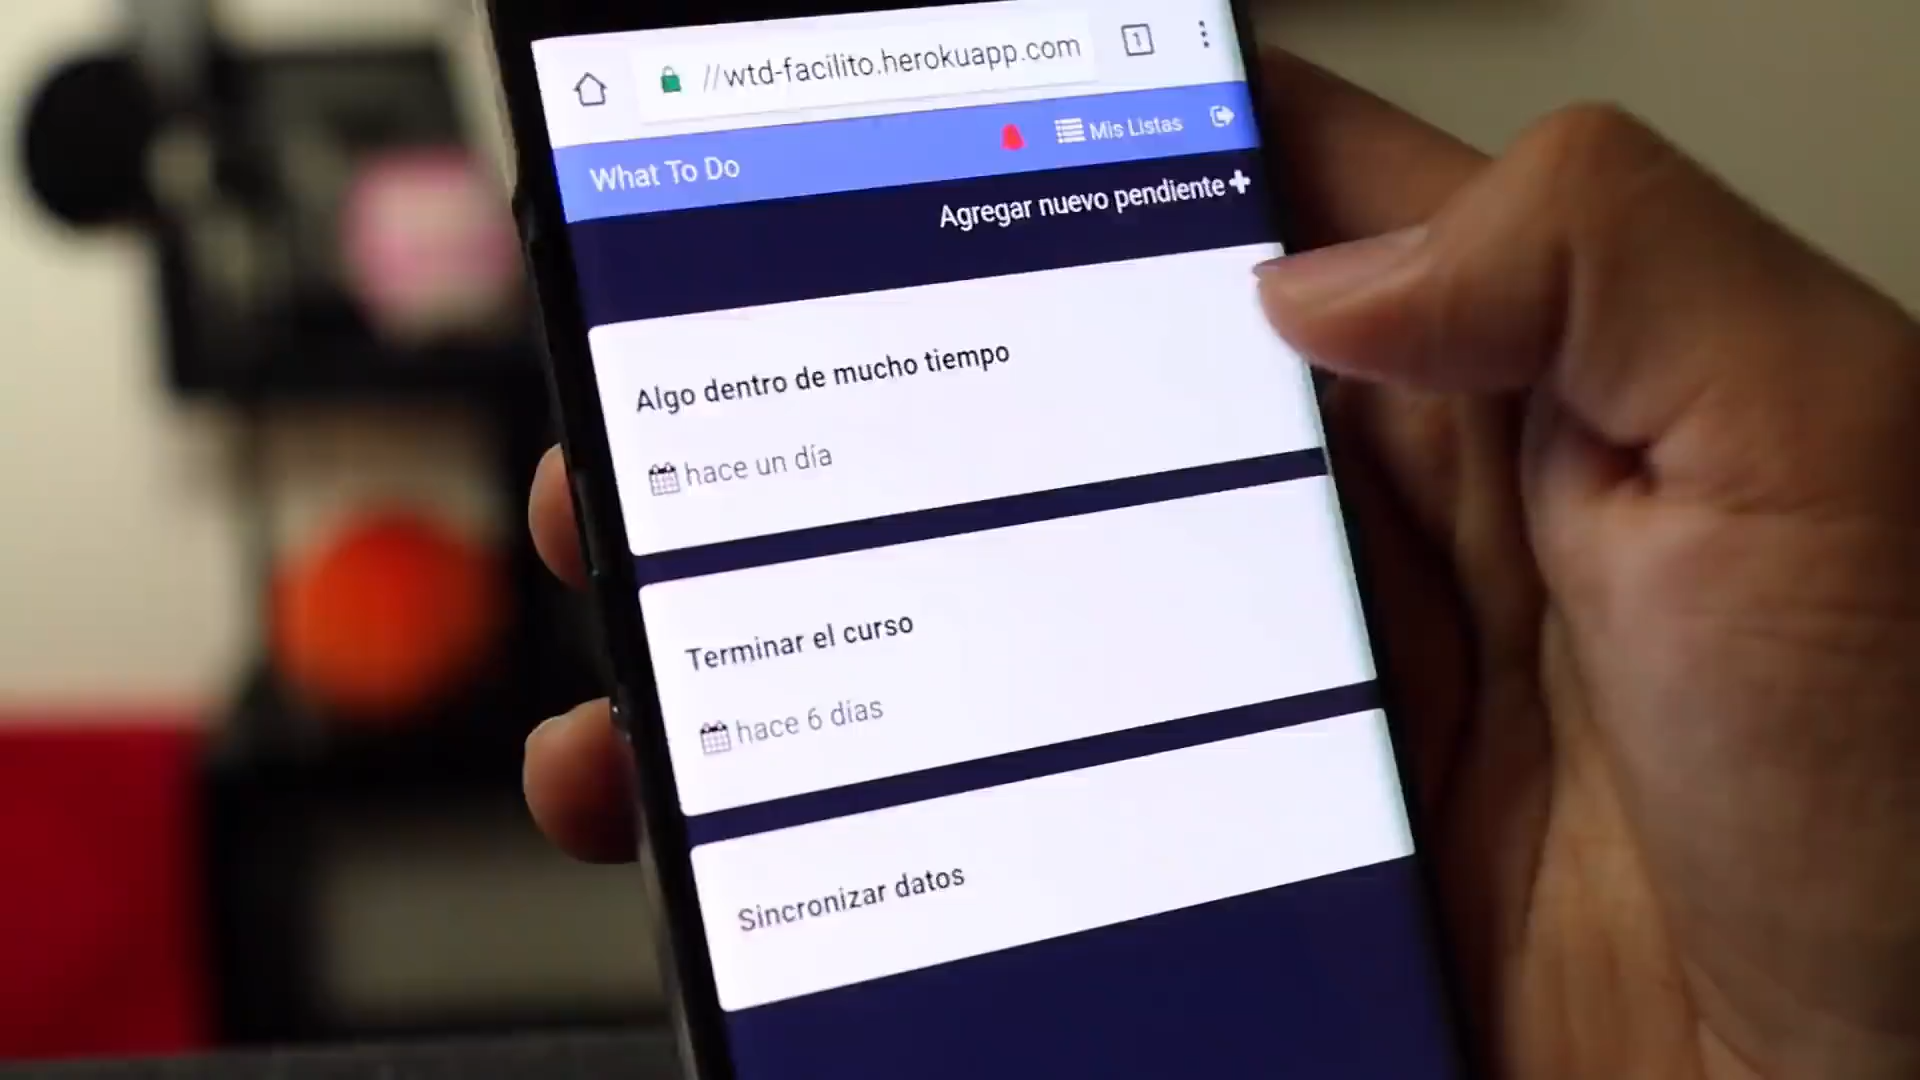 //wtd-facilito.herokuapp.com
1
What To Do
Mis Listas
Agregar nuevo pendiente
Algo dentro de mucho tiempo
hace un día
Terminar el curso
hace 6 días
Sincronizar datos